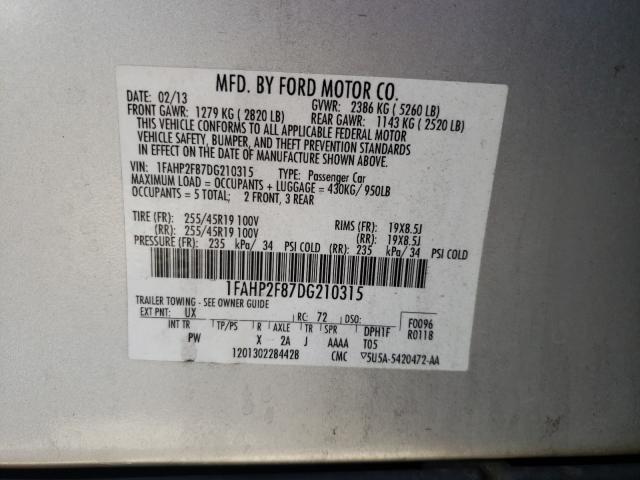 MFD. BY FORD MOTOR CO.
DATE: 02/13 GVWR: 2386 KG ( 5260 LB)
FRONT GAWR: 1279 KG ( 2820 LB) REAR GAWR: 1143 KG ( 2520 LB)
THIS VEHICLE CONFORMS TO ALL APPLICABLE FEDERAL MOTOR
VEHICLE SAFETY, BUMPER, AND THEFT PREVENTION STANDARDS
IN EFFECT ON THE DATE OF MANUFACTURE SHOWN ABOVE.
VIN: 1FAHP2F87DG210315 TYPE: Passenger Car
MAXIMUM LOAD = OCCUPANTS + LUGGAGE = 430KG/ 950LB
OCCUPANTS = 5 TOTAL; 2 FRONT, 3 REAR
TIRE (FR): 255/45R19 100V RIMS (FR): 19X8.5J
(RR): 255/45R19 100V (RR): 19X8.5J
PRESSURE (FR): 235 kPa/ 34 PSI COLD (RR): 235 kPa/ 34 PSI COLD
1FAHP2F87DG210315
TRAILER TOWING - SEE OWNER GUIDE
EXT PNT: UX RC: 72 DSO: F0096
INT TR TP/PS R AXLE TR SPR DPH1F R0118
PW X 2A J AAAA T05
1201302284428 CMC ▽5U5A-5420472-AA